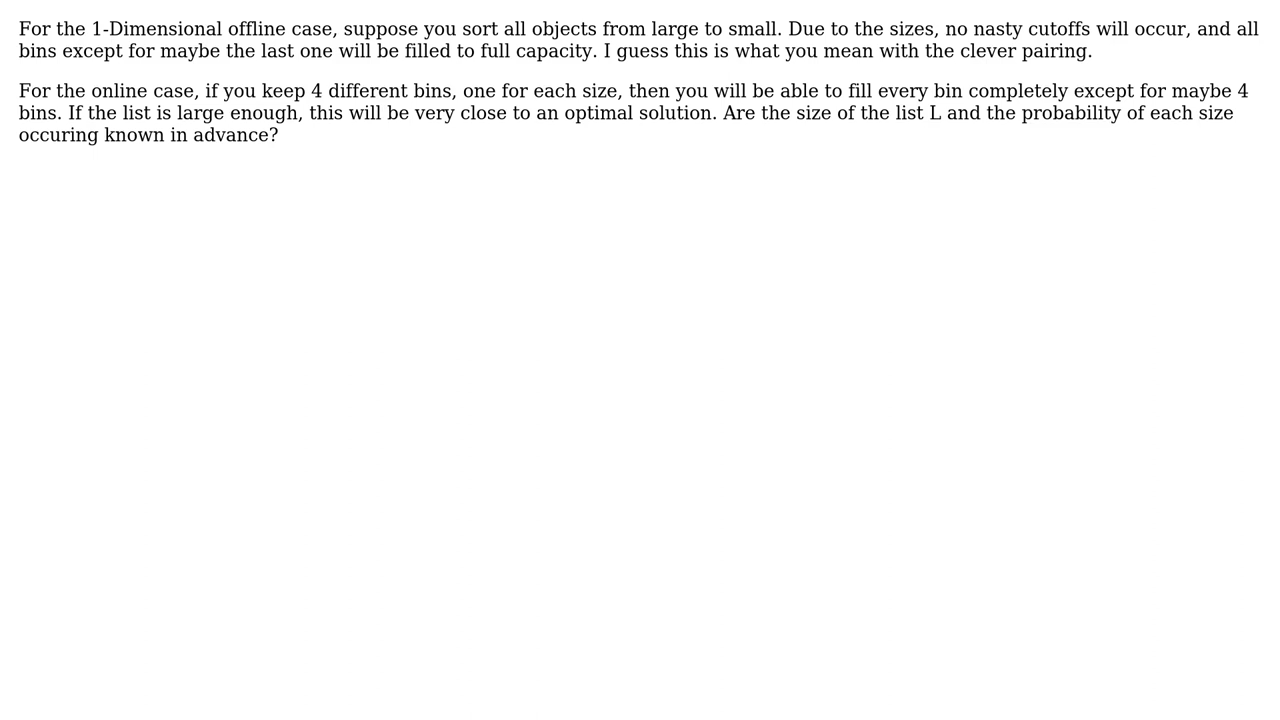 For the 1-Dimensional offline case, suppose you sort all objects from large to small. Due to the sizes, no nasty cutoffs will occur, and all
bins except for maybe the last one will be filled to full capacity. I guess this is what you mean with the clever pairing.
For the online case, if you keep 4 different bins, one for each size, then you will be able to fill every bin completely except for maybe 4
bins. If the list is large enough, this will be very close to an optimal solution. Are the size of the list L and the probability of each size
occuring known in advance?